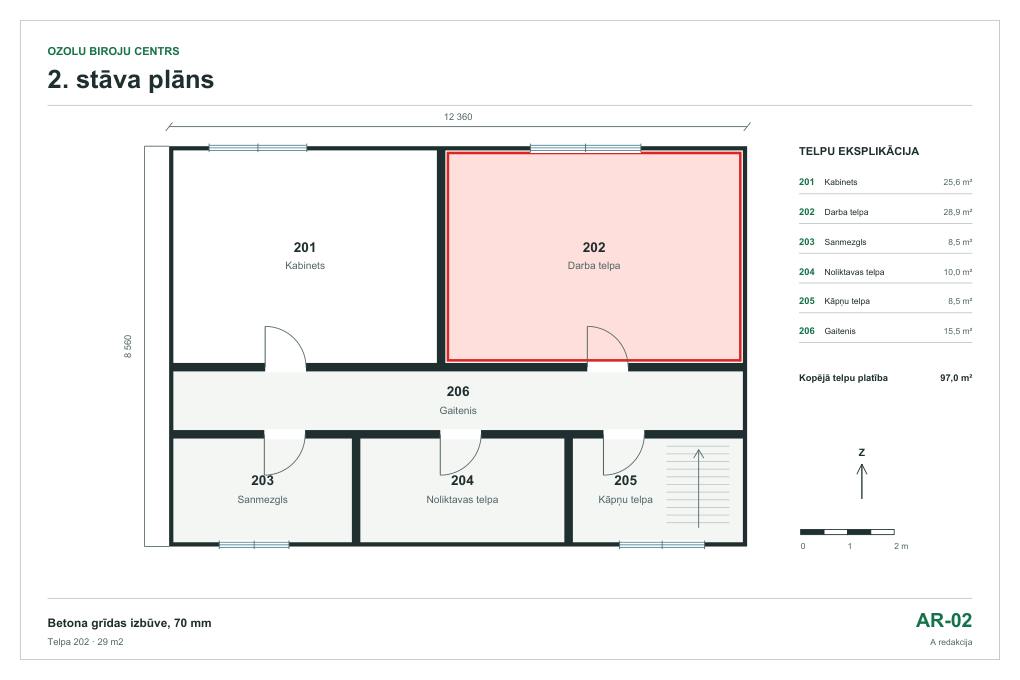 OZOLU BIROJU CENTRS
2. stāva plāns
12 360
8 560
201
Kabinets
202
Darba telpa
206
Gaitenis
203
Sanmezgls
204
Noliktavas telpa
205
Kāpņu telpa
TELPU EKSPLIKĀCIJA
201 Kabinets 25,6 m²
202 Darba telpa 28,9 m²
203 Sanmezgls 8,5 m²
204 Noliktavas telpa 10,0 m²
205 Kāpņu telpa 8,5 m²
206 Gaitenis 15,5 m²
Kopējā telpu platība 97,0 m²
Z
0 1 2 m
Betona grīdas izbūve, 70 mm
Telpa 202 · 29 m2
AR-02
A redakcija